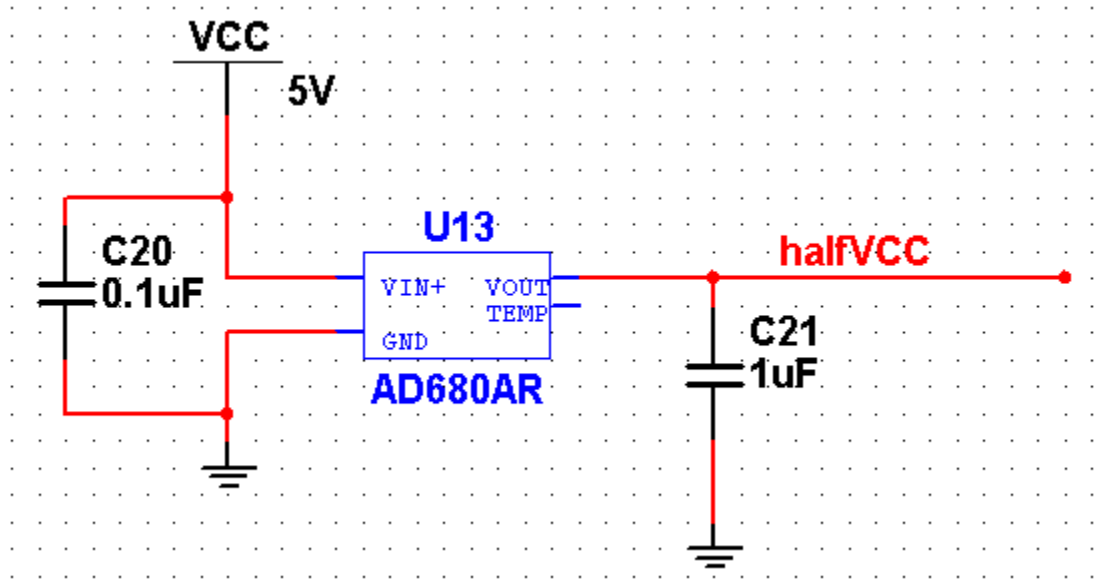 VCC
5V
U13
halfVCC
C20
0.1uF
VIN+
VOUT
TEMP
GND
C21
1uF
AD680AR